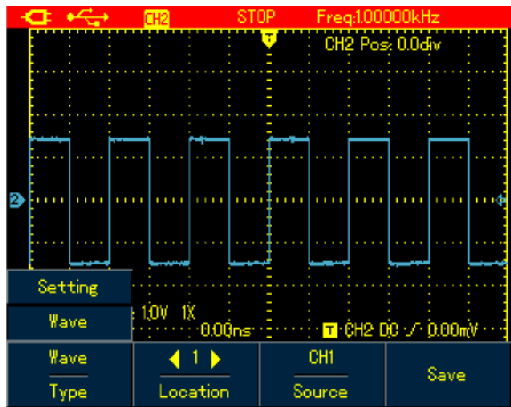 CH2 STOP Freq:1.00000kHz
T
CH2 Pos: 0.0div
2
Setting
Wave
: 1.0V 1X
0.00ns
T CH2 DC 0.00mV
Wave 1 CH1 Save
Type Location Source